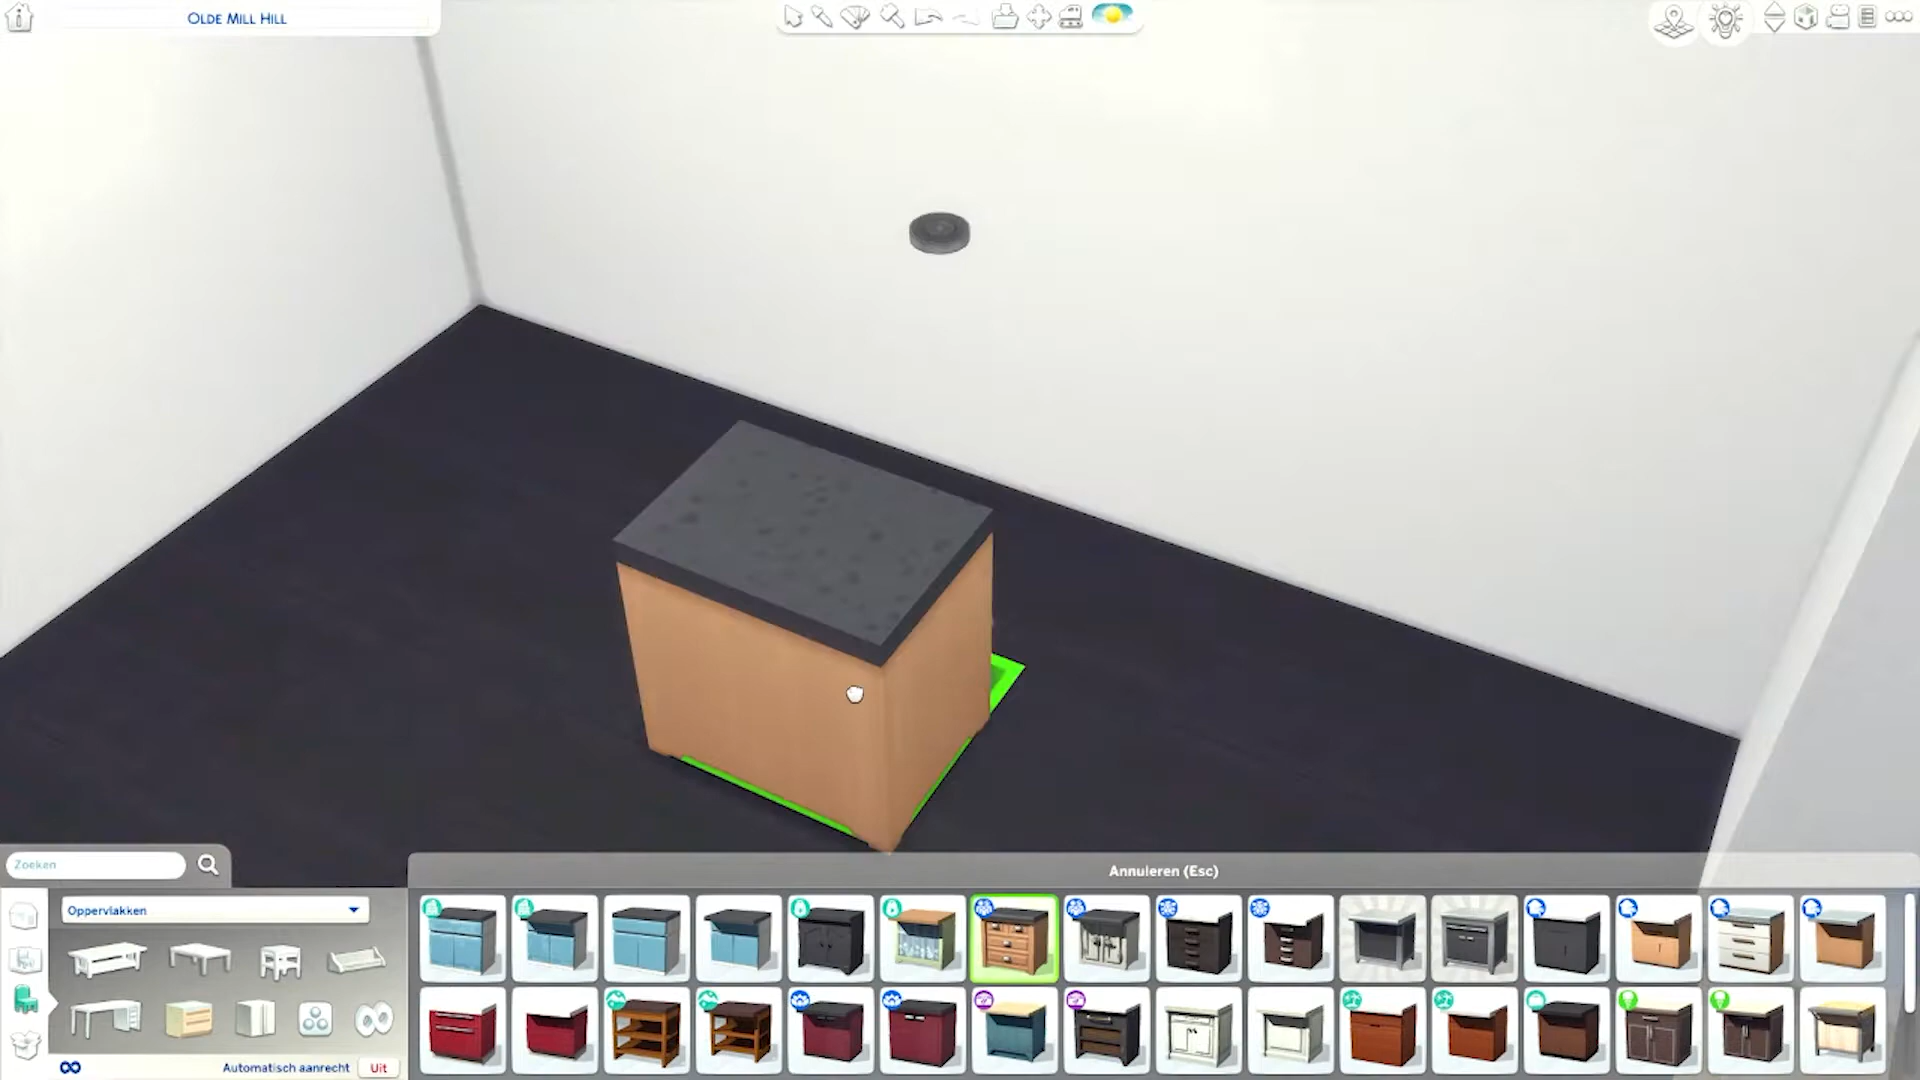 OLDE MILL HILL
Zoeken
Annuleren (Esc)
Oppervlakken
Automatisch aanrecht Uit